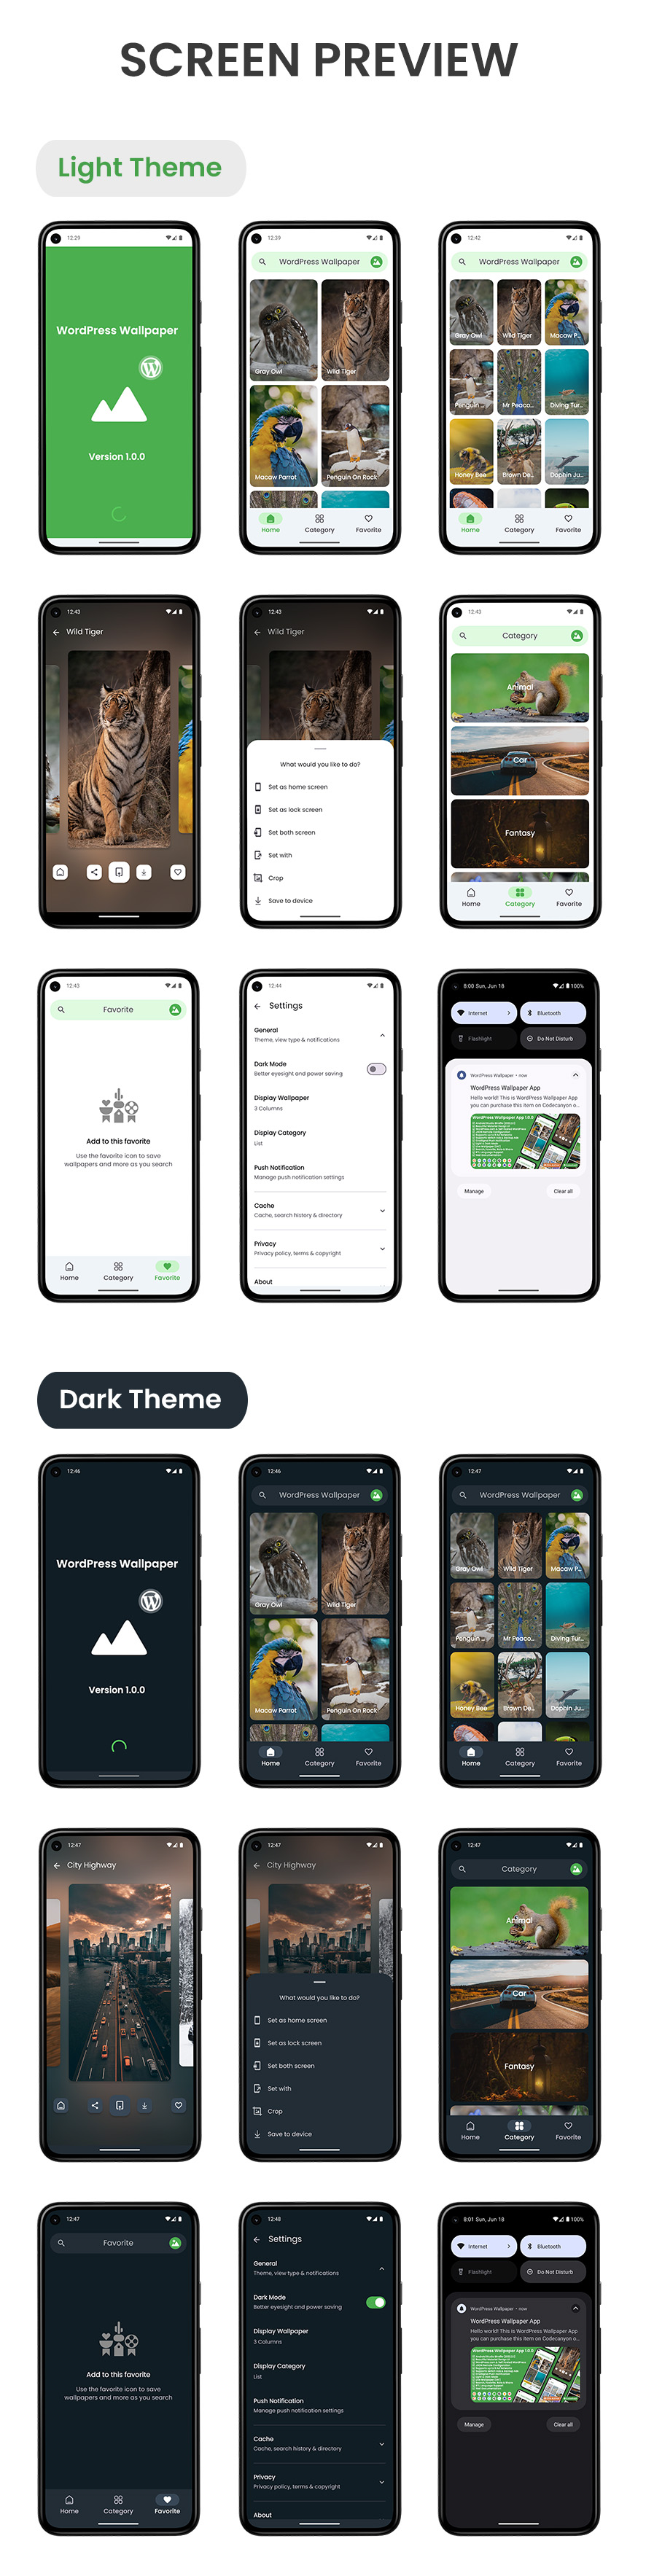 SCREEN PREVIEW
Light Theme
12:29
WordPress Wallpaper
Version 1.0.0
12:39
WordPress Wallpaper
Gray Owl
Wild Tiger
Macaw Parrot
Penguin On Rock
Home
Category
Favorite
12:42
WordPress Wallpaper
Gray Owl
Wild Tiger
Macaw P...
Penguin ...
Mr Peaco...
Diving Tur...
Honey Bee
Brown De...
Dophin Ju...
Home
Category
Favorite
12:43
Wild Tiger
12:43
Wild Tiger
What would you like to do?
Set as home screen
Set as lock screen
Set both screen
Set with
Crop
Save to device
12:43
Category
Animal
Car
Fantasy
Home
Category
Favorite
12:43
Favorite
Add to this favorite
Use the favorite icon to save
wallpapers and more as you search
Home
Category
Favorite
12:44
Settings
General
Theme, view type & notifications
Dark Mode
Better eyesight and power saving
Display Wallpaper
3 Columns
Display Category
List
Push Notification
Manage push notification settings
Cache
Cache, search history & directory
Privacy
Privacy policy, terms & copyright
About
8:00 Sun, Jun 18
100%
Internet
Bluetooth
Flashlight
Do Not Disturb
WordPress Wallpaper • now
WordPress Wallpaper App
Hello world! This is WordPress Wallpaper App
you can purchase this item on Codecanyon o...
WordPress Wallpaper App 1.0.0
Manage
Clear all
Dark Theme
12:46
WordPress Wallpaper
Version 1.0.0
12:46
WordPress Wallpaper
Gray Owl
Wild Tiger
Macaw Parrot
Penguin On Rock
Home
Category
Favorite
12:47
WordPress Wallpaper
Gray Owl
Wild Tiger
Macaw P...
Penguin ...
Mr Peaco...
Diving Tur...
Honey Bee
Brown De...
Dophin Ju...
Home
Category
Favorite
12:47
City Highway
12:47
City Highway
What would you like to do?
Set as home screen
Set as lock screen
Set both screen
Set with
Crop
Save to device
12:47
Category
Animal
Car
Fantasy
Home
Category
Favorite
12:47
Favorite
Add to this favorite
Use the favorite icon to save
wallpapers and more as you search
Home
Category
Favorite
12:48
Settings
General
Theme, view type & notifications
Dark Mode
Better eyesight and power saving
Display Wallpaper
3 Columns
Display Category
List
Push Notification
Manage push notification settings
Cache
Cache, search history & directory
Privacy
Privacy policy, terms & copyright
About
8:01 Sun, Jun 18
100%
Internet
Bluetooth
Flashlight
Do Not Disturb
WordPress Wallpaper • now
WordPress Wallpaper App
Hello world! This is WordPress Wallpaper App
you can purchase this item on Codecanyon o...
WordPress Wallpaper App 1.0.0
Manage
Clear all